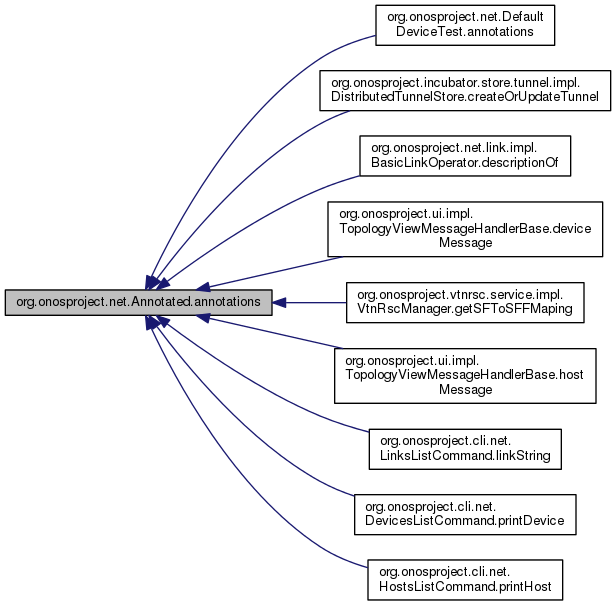 org.onosproject.net.Default
DeviceTest.annotations
org.onosproject.incubator.store.tunnel.impl.
DistributedTunnelStore.createOrUpdateTunnel
org.onosproject.net.link.impl.
BasicLinkOperator.descriptionOf
org.onosproject.ui.impl.
TopologyViewMessageHandlerBase.device
Message
org.onosproject.net.Annotated.annotations
org.onosproject.vtnrsc.service.impl.
VtnRscManager.getSFToSFFMaping
org.onosproject.ui.impl.
TopologyViewMessageHandlerBase.host
Message
org.onosproject.cli.net.
LinksListCommand.linkString
org.onosproject.cli.net.
DevicesListCommand.printDevice
org.onosproject.cli.net.
HostsListCommand.printHost